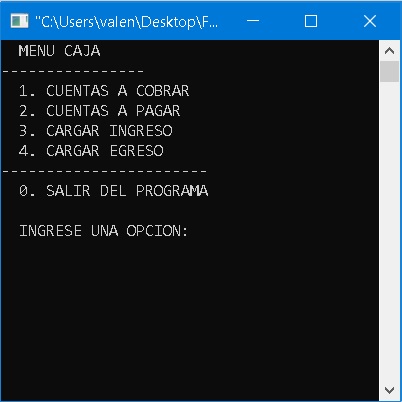 "C:\Users\valen\Desktop\F...
MENU CAJA
----------------
1. CUENTAS A COBRAR
2. CUENTAS A PAGAR
3. CARGAR INGRESO
4. CARGAR EGRESO
-----------------------
0. SALIR DEL PROGRAMA
INGRESE UNA OPCION: